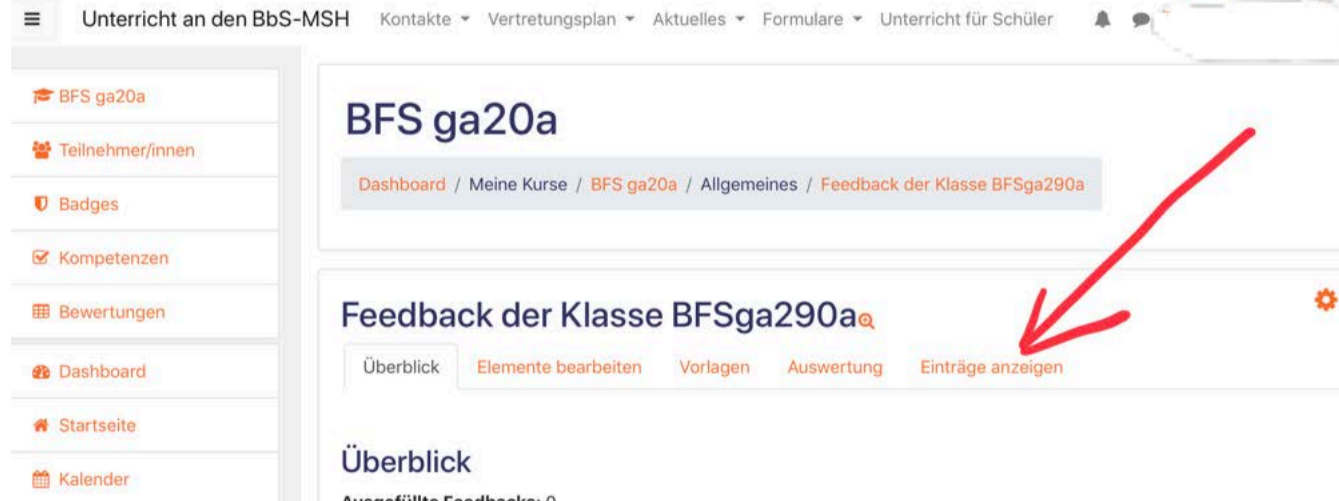 Unterricht an den BbS-MSH Kontakte Vertretungsplan Aktuelles Formulare Unterricht für Schüler
BFS ga20a
Teilnehmer/innen
Badges
Kompetenzen
Bewertungen
Dashboard
Startseite
Kalender
BFS ga20a
Dashboard / Meine Kurse / BFS ga20a / Allgemeines / Feedback der Klasse BFSga290a
Feedback der Klasse BFSga290a
Überblick Elemente bearbeiten Vorlagen Auswertung Einträge anzeigen
Überblick
Ausgefüllte Feedbacks: 0